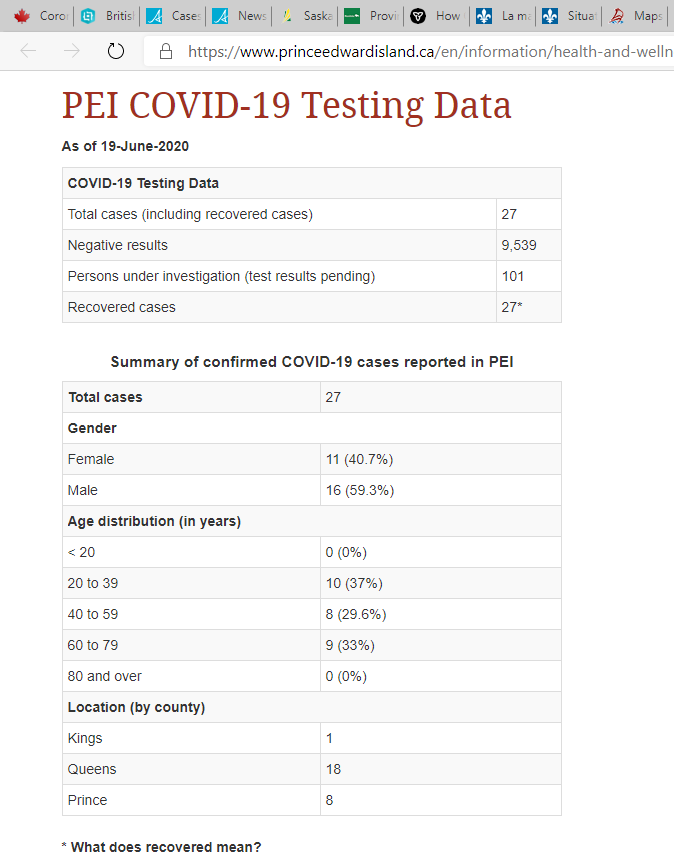 Coror Britis Case: News Saska Provi How La ma Situat Maps
https://www.princeedwardisland.ca/en/information/health-and-welln
PEI COVID-19 Testing Data
As of 19-June-2020
COVID-19 Testing Data
Total cases (including recovered cases) 27
Negative results 9,539
Persons under investigation (test results pending) 101
Recovered cases 27*
Summary of confirmed COVID-19 cases reported in PEI
Total cases 27
Gender
Female 11 (40.7%)
Male 16 (59.3%)
Age distribution (in years)
< 20 0 (0%)
20 to 39 10 (37%)
40 to 59 8 (29.6%)
60 to 79 9 (33%)
80 and over 0 (0%)
Location (by county)
Kings 1
Queens 18
Prince 8
* What does recovered mean?